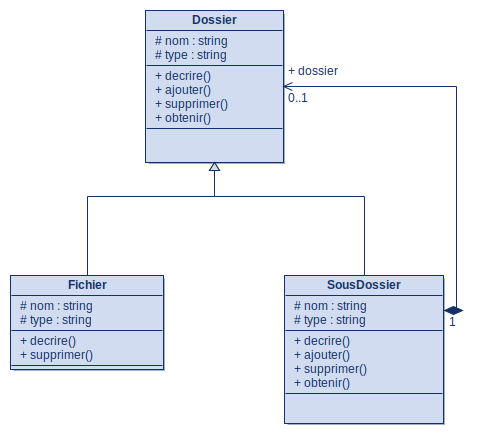 Dossier
# nom : string
# type : string
+ decrire()
+ ajouter()
+ supprimer()
+ obtenir()
+ dossier
0..1
Fichier
# nom : string
# type : string
+ decrire()
+ supprimer()
SousDossier
# nom : string
# type : string
+ decrire()
+ ajouter()
+ supprimer()
+ obtenir()
1